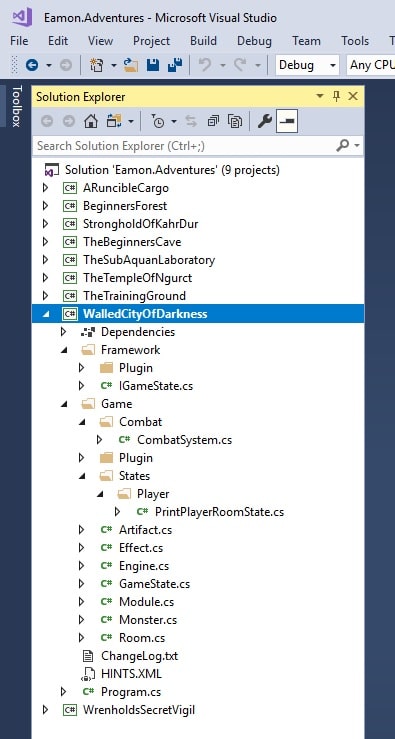 Eamon.Adventures - Microsoft Visual Studio
File Edit View Project Build Debug Team Tools
Debug Any CPU
Toolbox
Solution Explorer
Search Solution Explorer (Ctrl+;)
Solution 'Eamon.Adventures' (9 projects)
C# ARuncibleCargo
C# BeginnersForest
C# StrongholdOfKahrDur
C# TheBeginnersCave
C# TheSubAquanLaboratory
C# TheTempleOfNgurct
C# TheTrainingGround
C# WalledCityOfDarkness
Dependencies
Framework
Plugin
C# IGameState.cs
Game
Combat
C# CombatSystem.cs
Plugin
States
Player
C# PrintPlayerRoomState.cs
C# Artifact.cs
C# Effect.cs
C# Engine.cs
C# GameState.cs
C# Module.cs
C# Monster.cs
C# Room.cs
ChangeLog.txt
HINTS.XML
C# Program.cs
C# WrenholdsSecretVigil